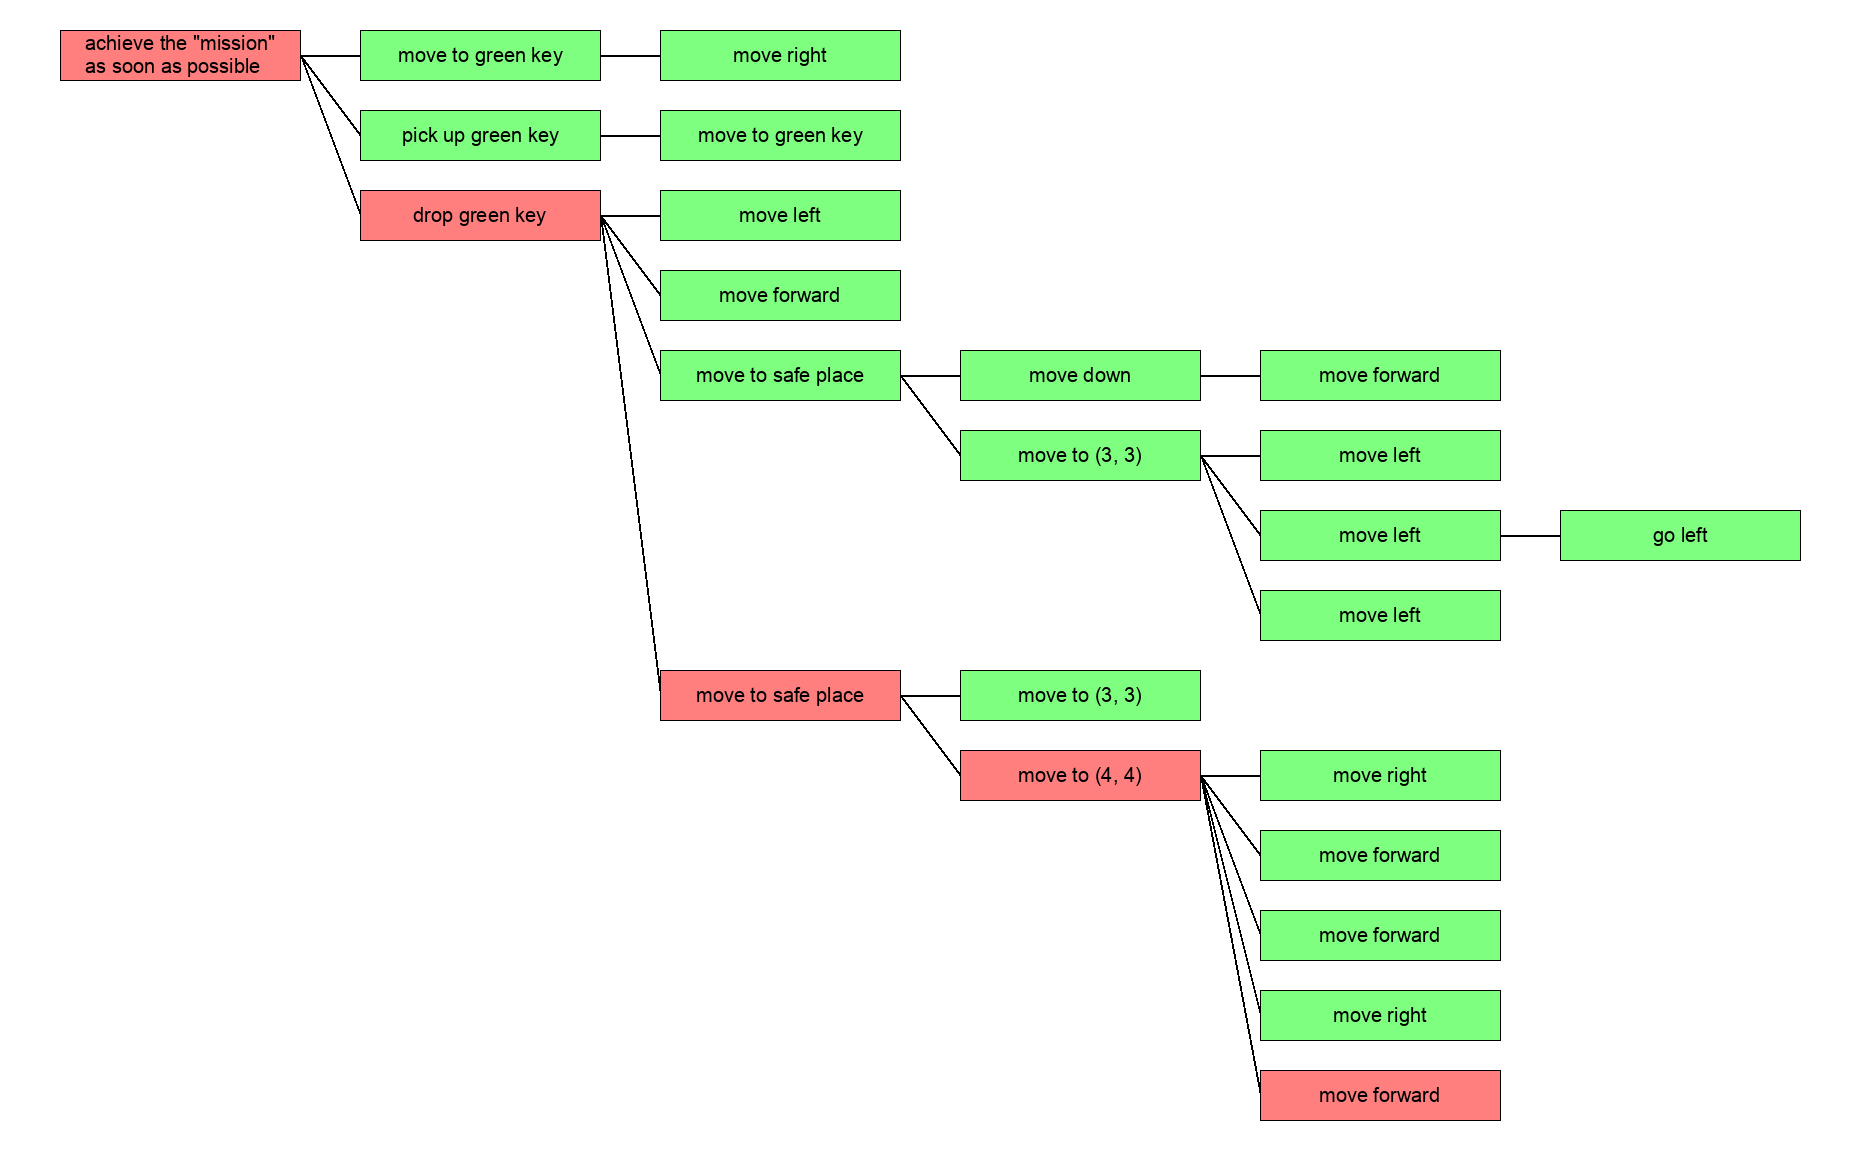 achieve the "mission"
as soon as possible
move to green key
move right
pick up green key
move to green key
drop green key
move left
move forward
move to safe place
move down
move forward
move to (3, 3)
move left
move left
go left
move left
move to safe place
move to (3, 3)
move to (4, 4)
move right
move forward
move forward
move right
move forward